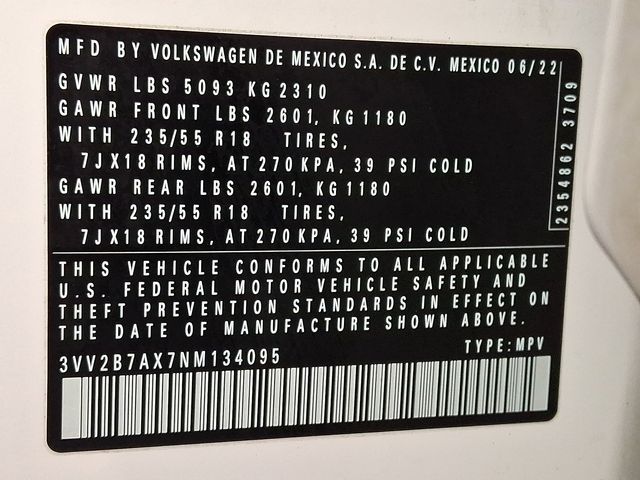 MFD BY VOLKSWAGEN DE MEXICO S.A. DE C.V. MEXICO 06/22
GVWR LBS 5093 KG 2310
GAWR FRONT LBS 2601, KG 1180
WITH 235/55 R18 TIRES,
7JX18 RIMS, AT 270 KPA, 39 PSI COLD
GAWR REAR LBS 2601, KG 1180
WITH 235/55 R18 TIRES,
7JX18 RIMS, AT 270 KPA, 39 PSI COLD
2354862 3709
THIS VEHICLE CONFORMS TO ALL APPLICABLE
U.S. FEDERAL MOTOR VEHICLE SAFETY AND
THEFT PREVENTION STANDARDS IN EFFECT ON
THE DATE OF MANUFACTURE SHOWN ABOVE.
3VV2B7AX7NM134095 TYPE: MPV